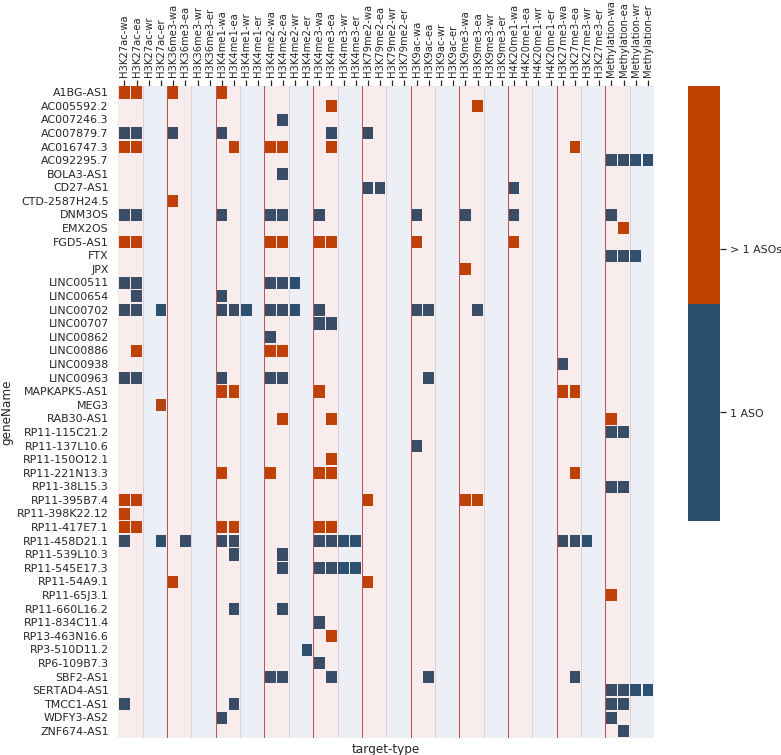 H3K27ac-wa
H3K27ac-ea
H3K27ac-wr
H3K27ac-er
H3K36me3-wa
H3K36me3-ea
H3K36me3-wr
H3K36me3-er
H3K4me1-wa
H3K4me1-ea
H3K4me1-wr
H3K4me1-er
H3K4me2-wa
H3K4me2-ea
H3K4me2-wr
H3K4me2-er
H3K4me3-wa
H3K4me3-ea
H3K4me3-wr
H3K4me3-er
H3K79me2-wa
H3K79me2-ea
H3K79me2-wr
H3K79me2-er
H3K9ac-wa
H3K9ac-ea
H3K9ac-wr
H3K9ac-er
H3K9me3-wa
H3K9me3-ea
H3K9me3-wr
H3K9me3-er
H4K20me1-wa
H4K20me1-ea
H4K20me1-wr
H4K20me1-er
H3K27me3-wa
H3K27me3-ea
H3K27me3-wr
H3K27me3-er
Methylation-wa
Methylation-ea
Methylation-wr
Methylation-er
geneName
A1BG-AS1
AC005592.2
AC007246.3
AC007879.7
AC016747.3
AC092295.7
BOLA3-AS1
CD27-AS1
CTD-2587H24.5
DNM3OS
EMX2OS
FGD5-AS1
FTX
JPX
LINC00511
LINC00654
LINC00702
LINC00707
LINC00862
LINC00886
LINC00938
LINC00963
MAPKAPK5-AS1
MEG3
RAB30-AS1
RP11-115C21.2
RP11-137L10.6
RP11-150O12.1
RP11-221N13.3
RP11-38L15.3
RP11-395B7.4
RP11-398K22.12
RP11-417E7.1
RP11-458D21.1
RP11-539L10.3
RP11-545E17.3
RP11-54A9.1
RP11-65J3.1
RP11-660L16.2
RP11-834C11.4
RP13-463N16.6
RP3-510D11.2
RP6-109B7.3
SBF2-AS1
SERTAD4-AS1
TMCC1-AS1
WDFY3-AS2
ZNF674-AS1
target-type
> 1 ASOs
1 ASO